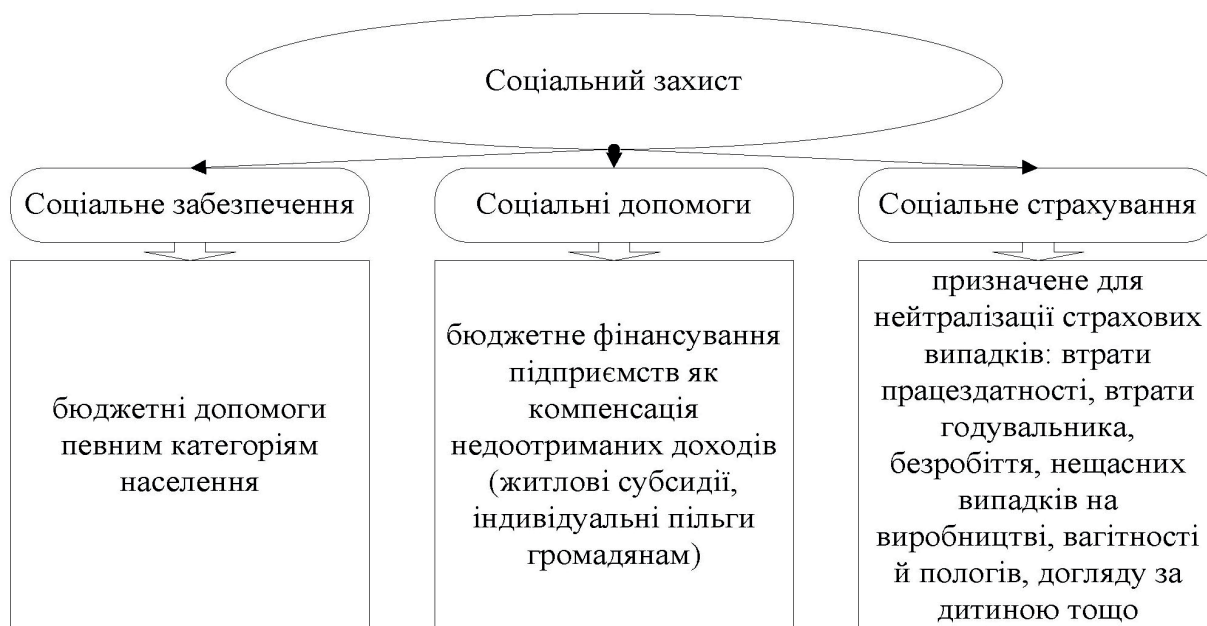 Соціальний захист
Соціальне забезпечення
Соціальні допомоги
Соціальне страхування
бюджетні допомоги
певним категоріям
населення
бюджетне фінансування
підприємств як
компенсація
недоотриманих доходів
(житлові субсидії,
індивідуальні пільги
громадянам)
призначене для
нейтралізації страхових
випадків: втрати
працездатності, втрати
годувальника,
безробіття, нещасних
випадків на
виробництві, вагітності
й пологів, догляду за
дитиною тощо